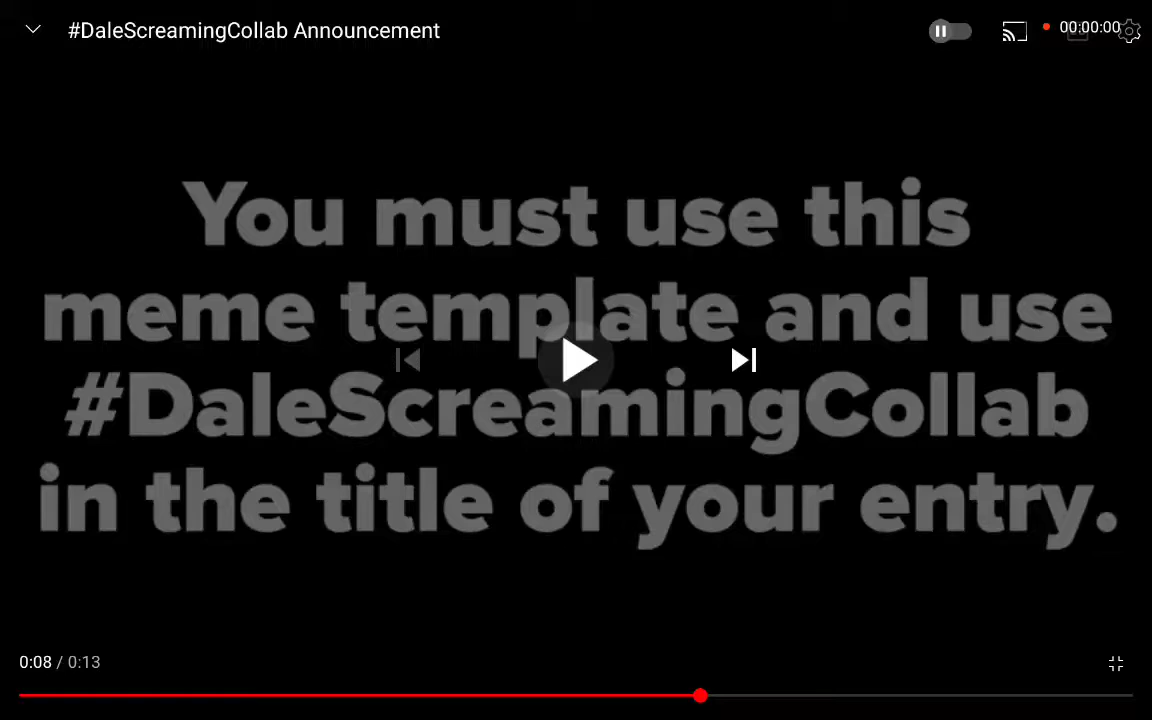 #DaleScreamingCollab Announcement
00:00:00
You must use this
meme template and use
#DaleScreamingCollab
in the title of your entry.
0:08 / 0:13